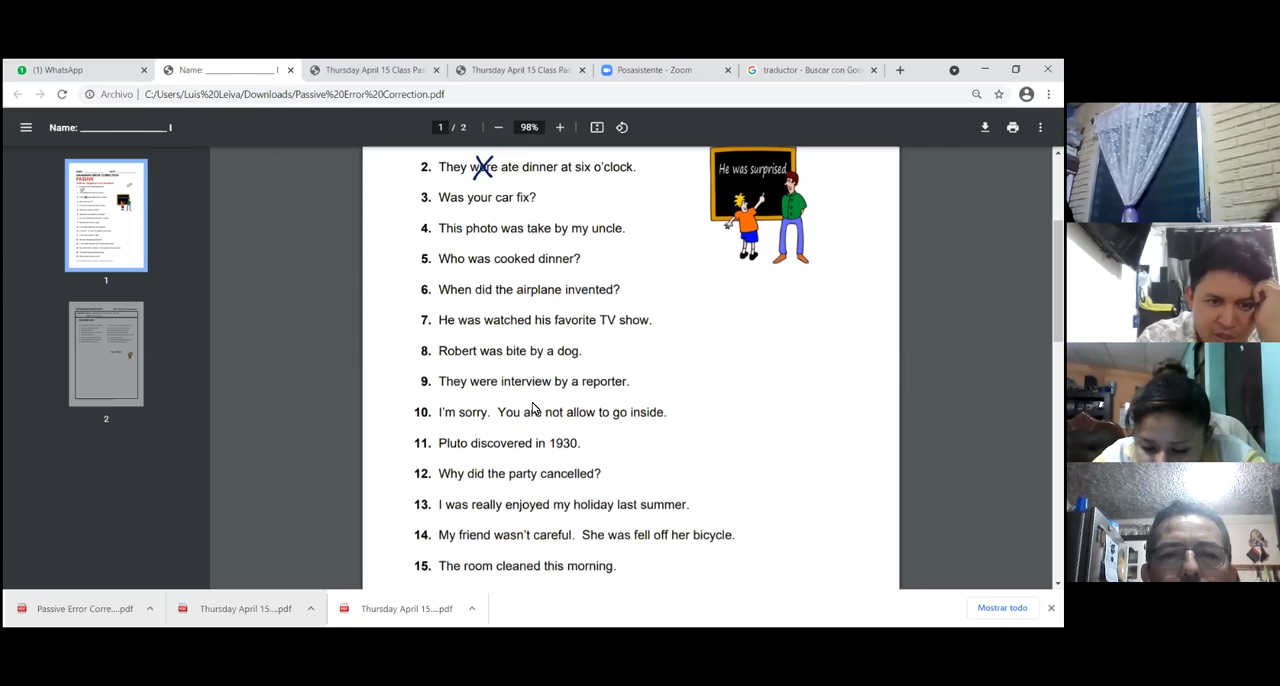 (1) WhatsApp
Name: ________________ I
Thursday April 15 Class Pas
Thursday April 15 Class Pas
Posasistente - Zoom
traductor - Buscar con Goo
Archivo | C:/Users/Luis%20Leiva/Downloads/Passive%20Error%20Correction.pdf
Name: ________________ I
1 / 2
98%
2. They were ate dinner at six o'clock.
He was surprised
3. Was your car fix?
4. This photo was take by my uncle.
5. Who was cooked dinner?
6. When did the airplane invented?
7. He was watched his favorite TV show.
8. Robert was bite by a dog.
9. They were interview by a reporter.
10. I'm sorry. You are not allow to go inside.
11. Pluto discovered in 1930.
12. Why did the party cancelled?
13. I was really enjoyed my holiday last summer.
14. My friend wasn't careful. She was fell off her bicycle.
15. The room cleaned this morning.
PASSIVE
1
2
Passive Error Corre....pdf
Thursday April 15....pdf
Thursday April 15....pdf
Mostrar todo